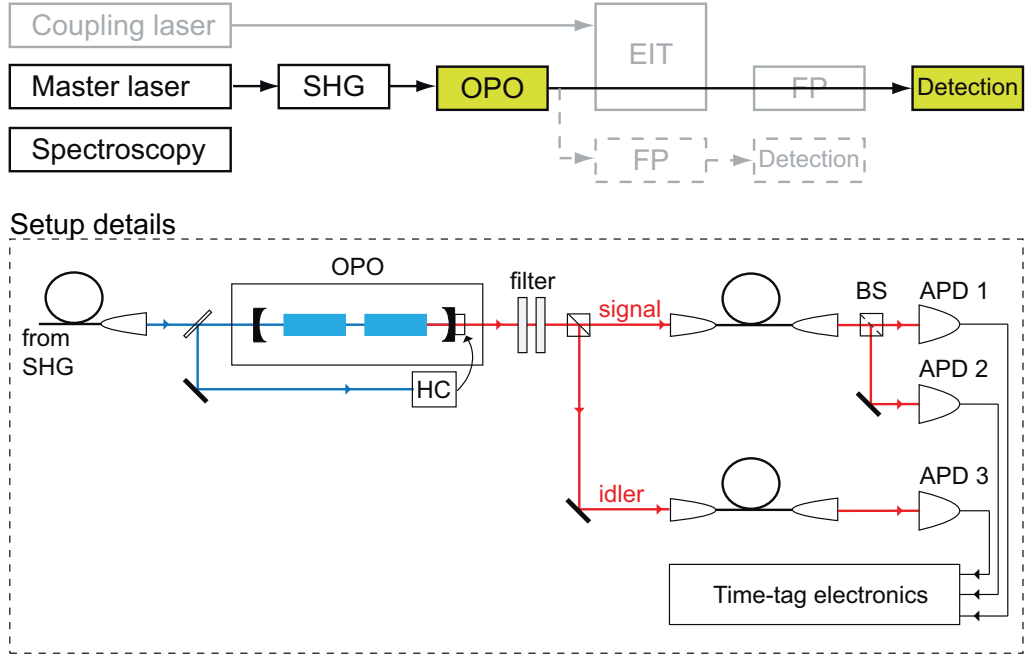 Coupling laser
EIT
Master laser
SHG
OPO
FP
Detection
Spectroscopy
FP
Detection
Setup details
OPO
filter
signal
BS
APD 1
from
SHG
HC
APD 2
idler
APD 3
Time-tag electronics